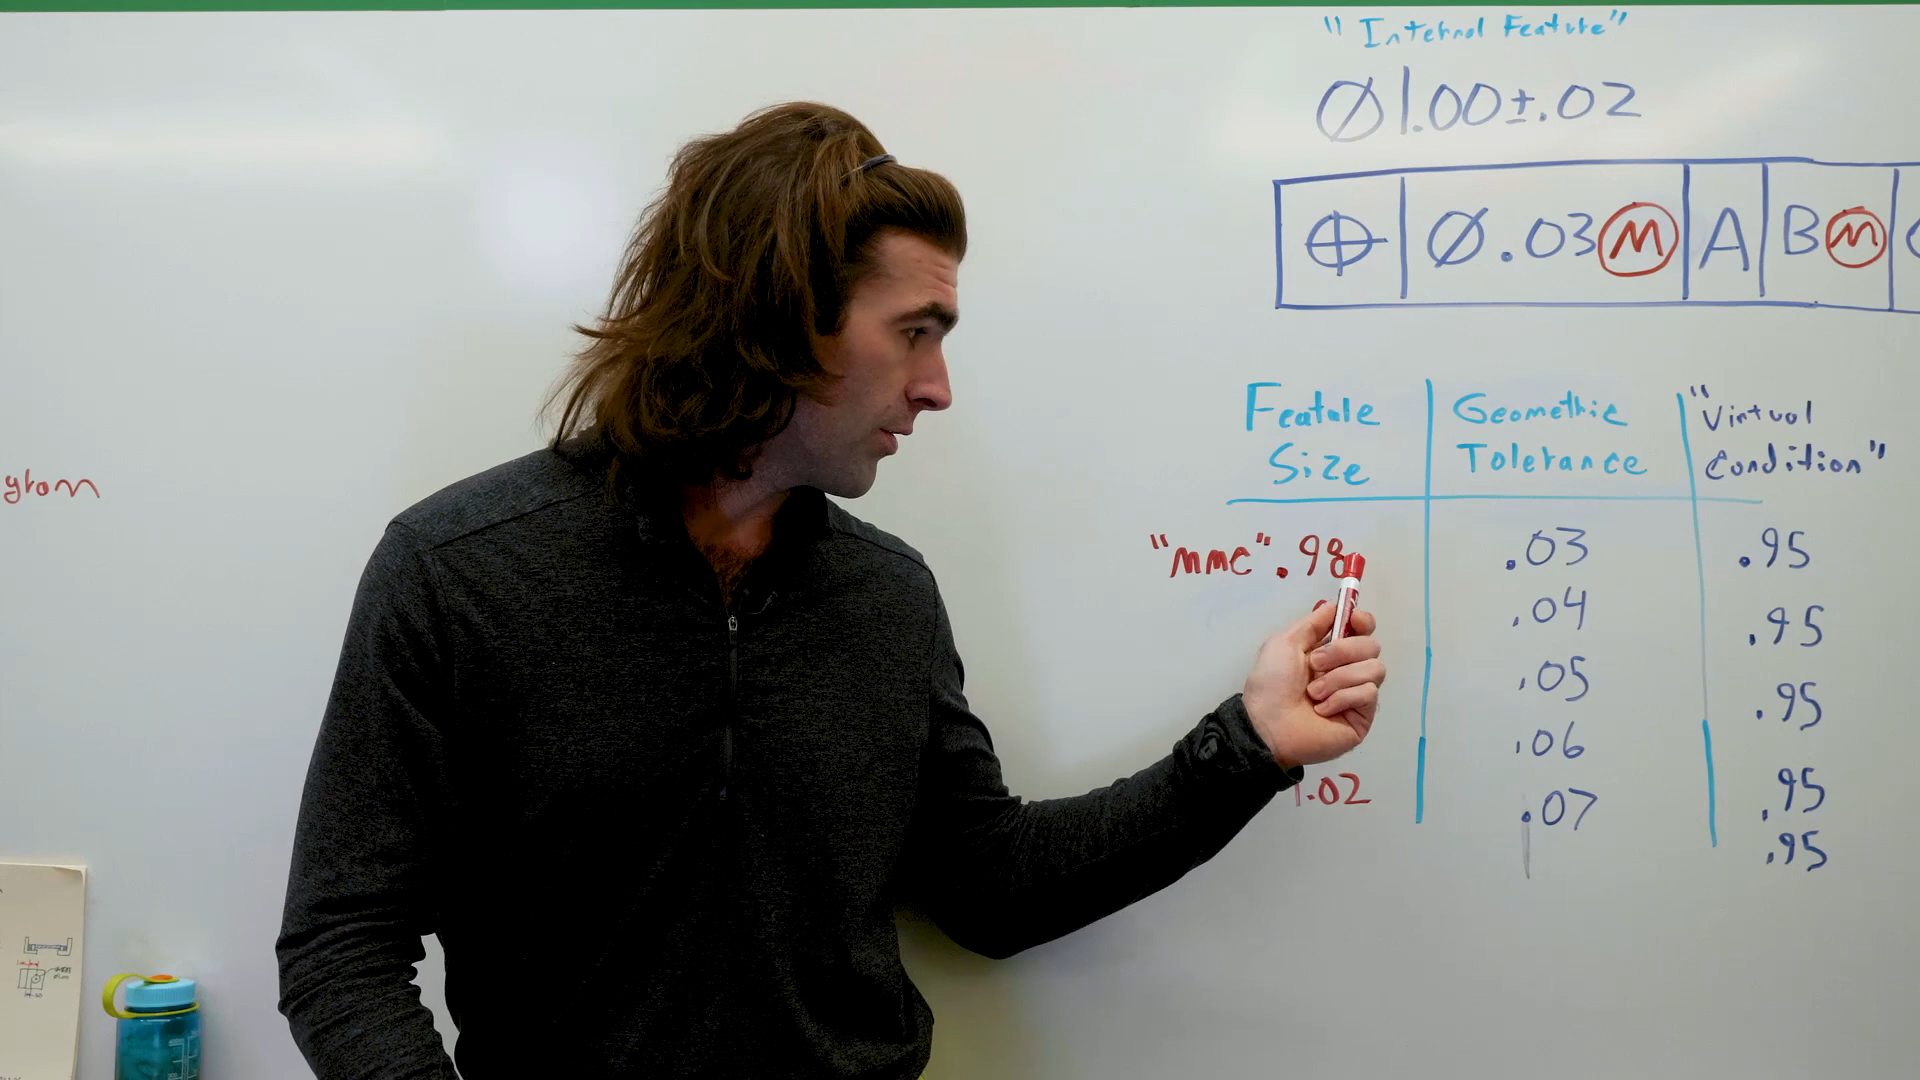 "Internal Feature"
Ø1.00±.02
⌖ Ø.03Ⓜ A BⓂ
Feature Size
Geometric Tolerance
"Virtual Condition"
"MMC" .98 .03 .95
.04 .95
.05 .95
.06 .95
1.02 .07 .95
gram